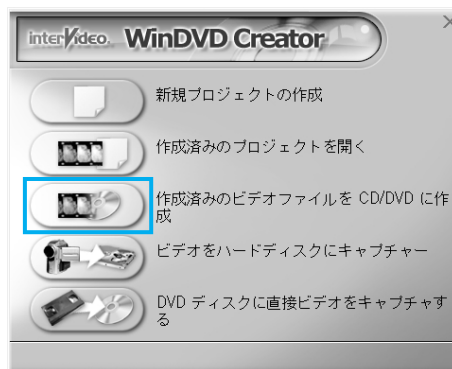 interVideo. WinDVD Creator
新規プロジェクトの作成
作成済みのプロジェクトを開く
作成済みのビデオファイルを CD/DVD に作
成
ビデオをハードディスクにキャプチャー
DVD ディスクに直接ビデオをキャプチャす
る